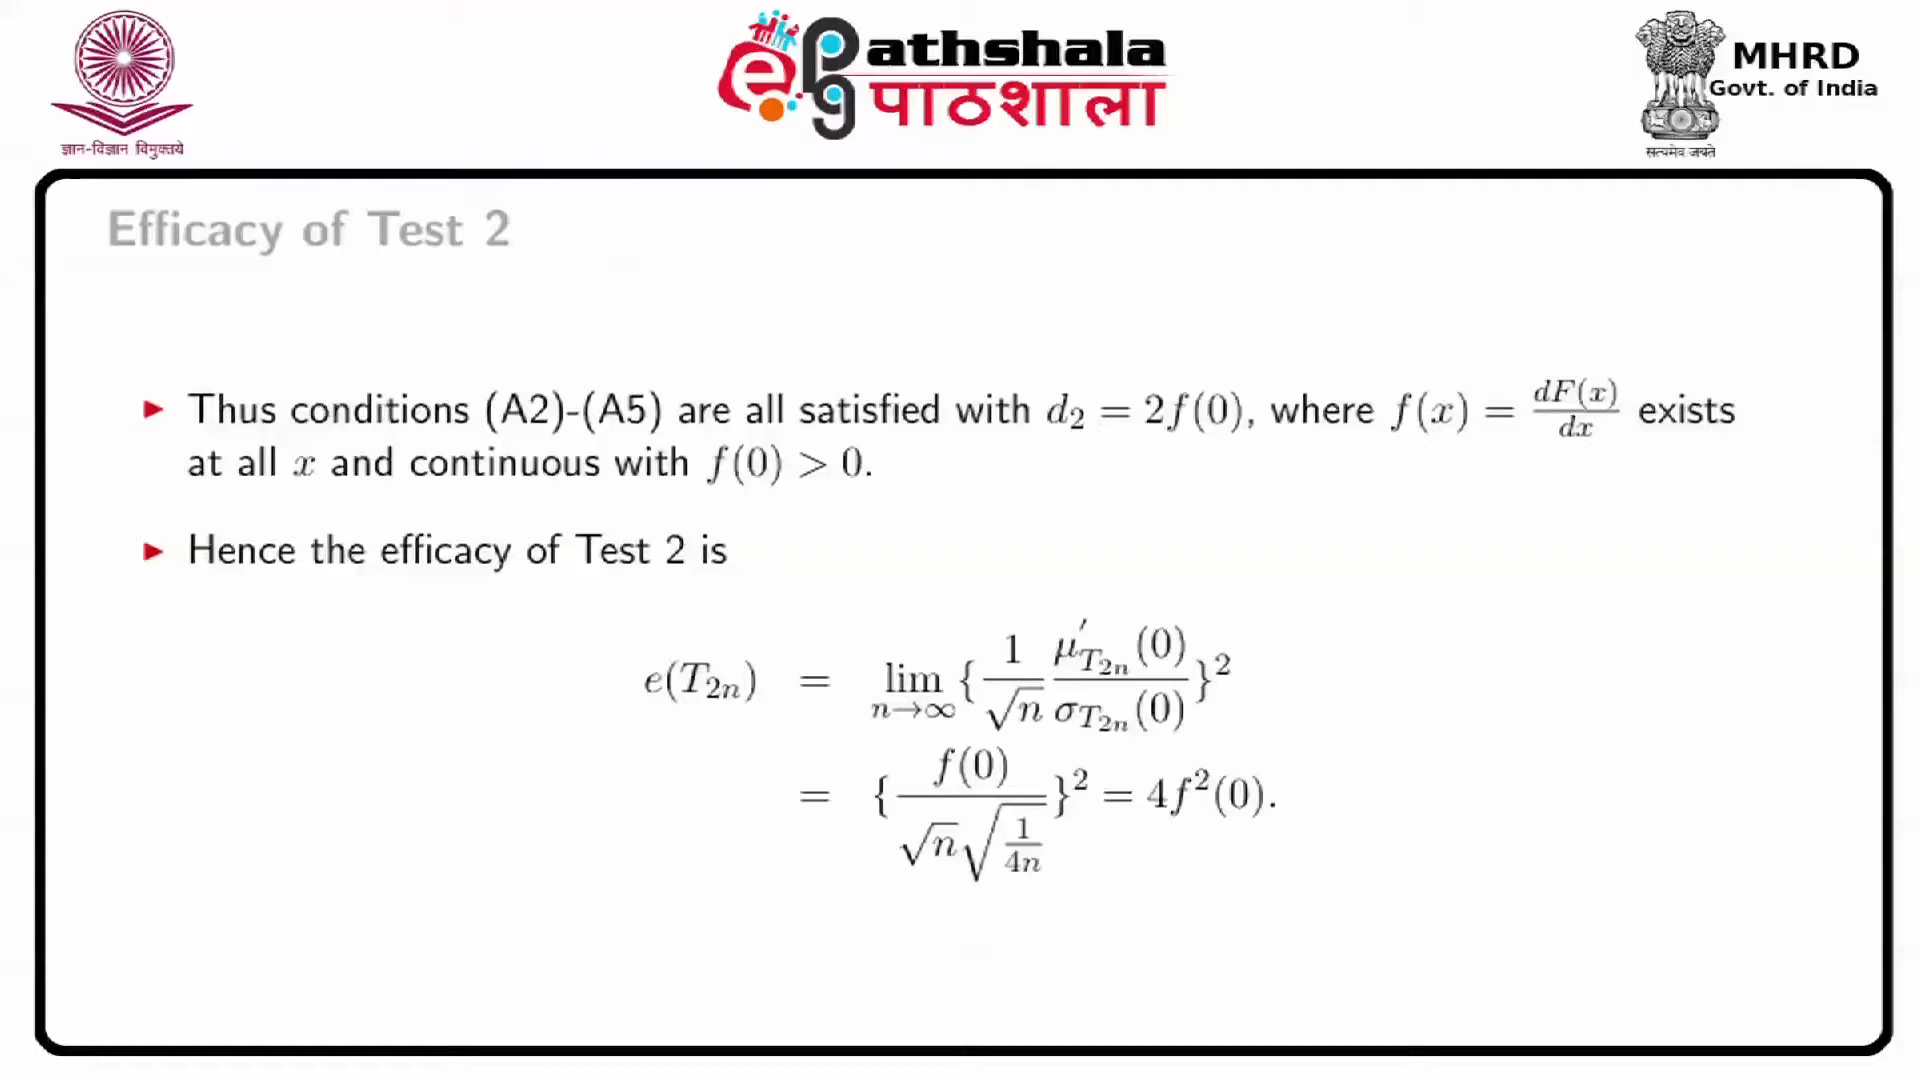 ज्ञान-विज्ञान विमुक्तये
ePGathshala
पाठशाला
MHRD
Govt. of India
सत्यमेव जयते
Efficacy of Test 2
Thus conditions (A2)-(A5) are all satisfied with d₂ = 2f(0), where f(x) = dF(x)/dx exists
at all x and continuous with f(0) > 0.
Hence the efficacy of Test 2 is
e(T₂ₙ) = lim_{n→∞} { 1/√n μ'_{T₂ₙ}(0)/σ_{T₂ₙ}(0) }²
= { f(0) / (√n √(1/4n)) }² = 4f²(0).